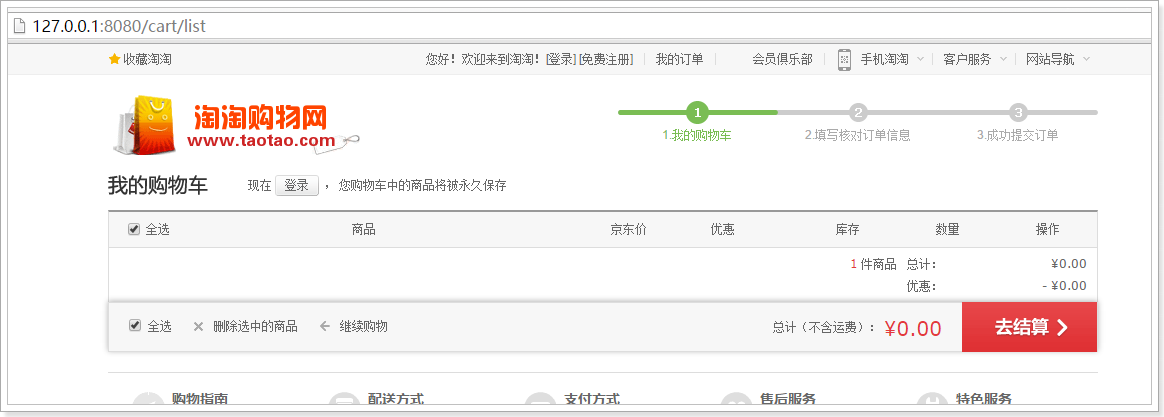 127.0.0.1:8080/cart/list
收藏淘淘 您好！欢迎来到淘淘！[登录] [免费注册] 我的订单 会员俱乐部 手机淘淘 客户服务 网站导航
淘淘购物网
www.taotao.com
1 2 3
1.我的购物车 2.填写核对订单信息 3.成功提交订单
我的购物车 现在 登录 ，您购物车中的商品将被永久保存
全选 商品 京东价 优惠 库存 数量 操作
1 件商品 总计： ¥0.00
优惠： - ¥0.00
全选 删除选中的商品 继续购物 总计（不含运费）： ¥0.00 去结算
购物指南 配送方式 支付方式 售后服务 特色服务